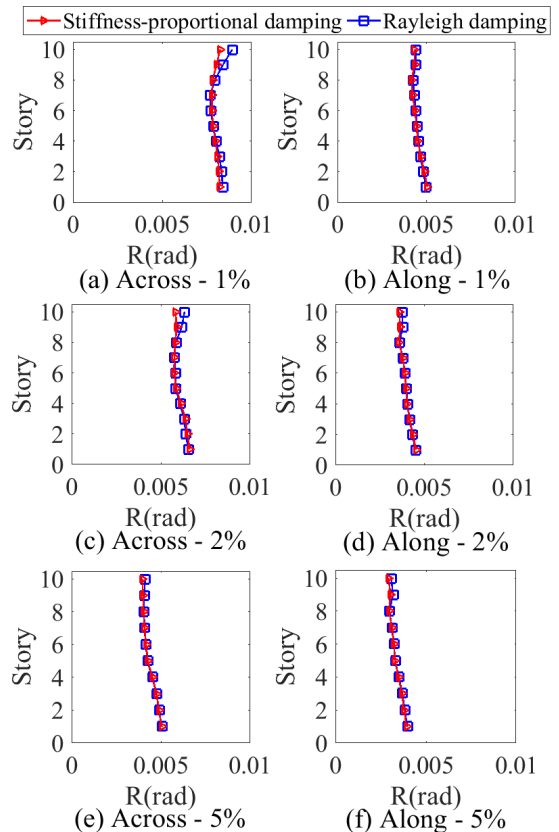 Stiffness-proportional damping Rayleigh damping
10
8
6
4
2
0
Story
0 0.005 0.01
R(rad)
(a) Across - 1%
10
8
6
4
2
0
Story
0 0.005 0.01
R(rad)
(b) Along - 1%
10
8
6
4
2
0
Story
0 0.005 0.01
R(rad)
(c) Across - 2%
10
8
6
4
2
0
Story
0 0.005 0.01
R(rad)
(d) Along - 2%
10
8
6
4
2
0
Story
0 0.005 0.01
R(rad)
(e) Across - 5%
10
8
6
4
2
0
Story
0 0.005 0.01
R(rad)
(f) Along - 5%